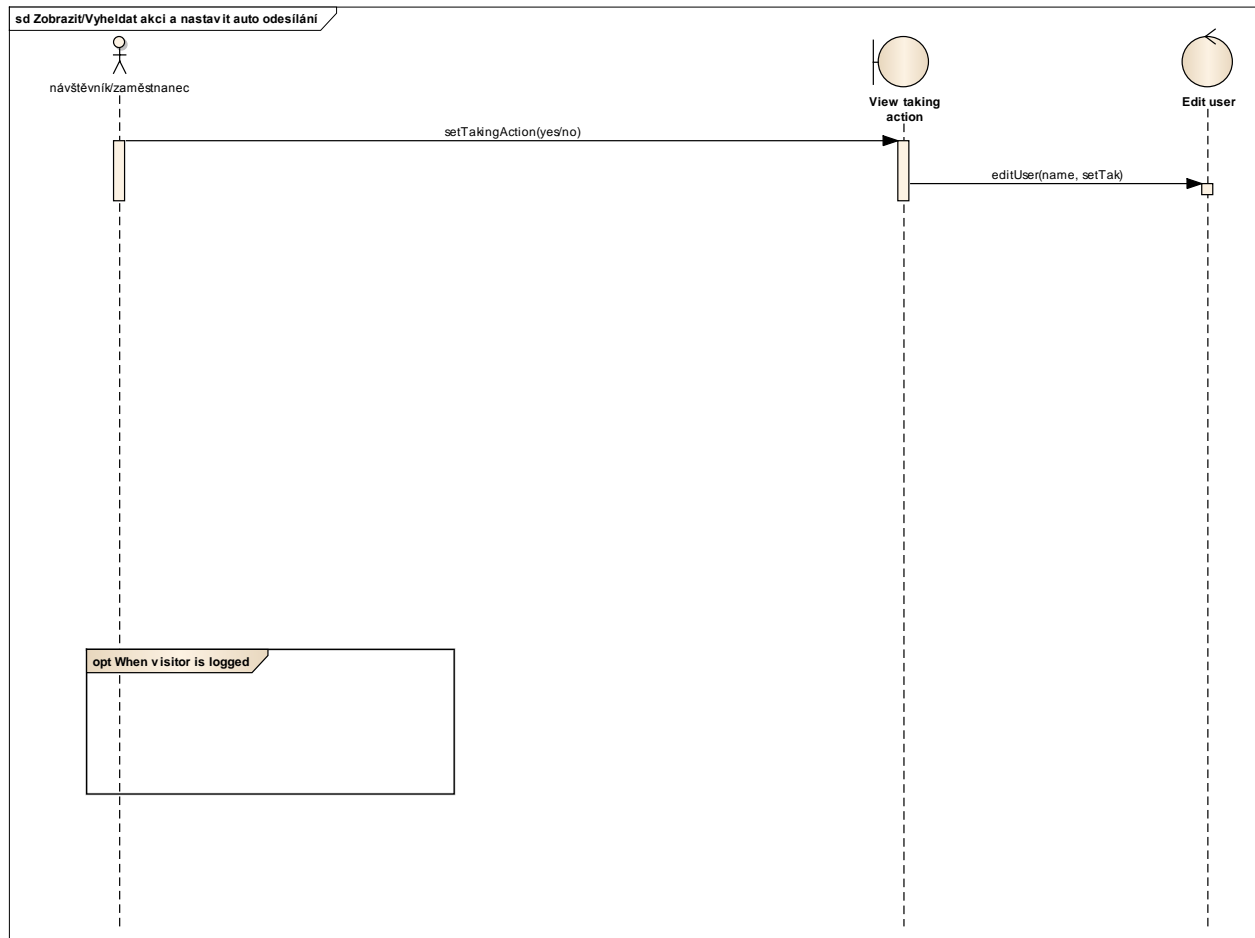 sd Zobrazit/Vyheldat akci a nastavit auto odesílání
návštěvník/zaměstnanec
View taking
action
Edit user
setTakingAction(yes/no)
editUser(name, setTak)
opt When visitor is logged